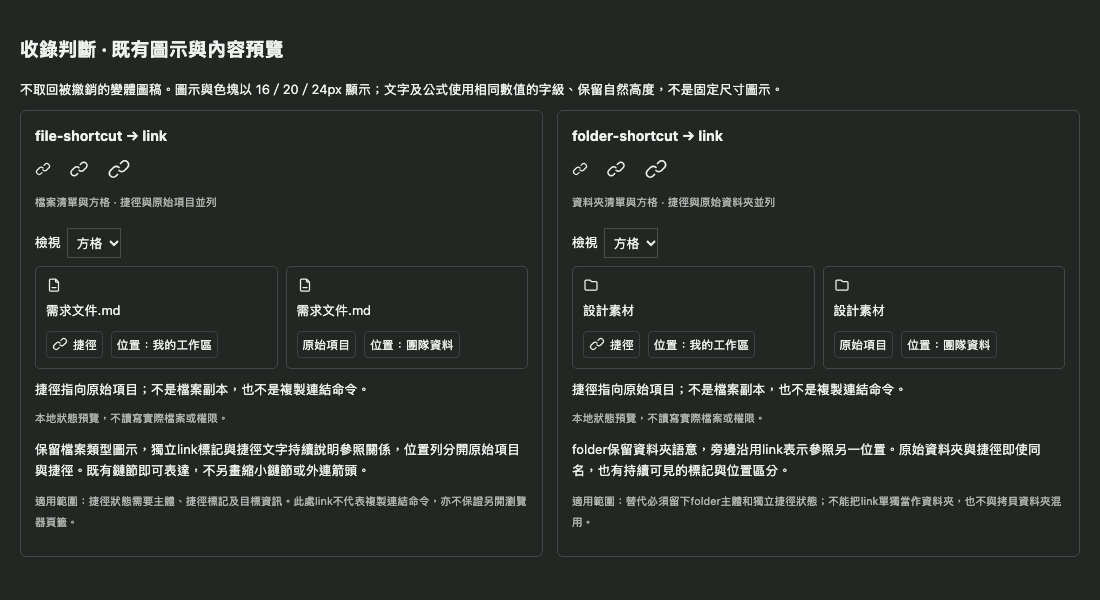 收錄判斷 · 既有圖示與內容預覽
不取回被撤銷的變體圖稿。圖示與色塊以 16 / 20 / 24px 顯示；文字及公式使用相同數值的字級、保留自然高度，不是固定尺寸圖示。
file-shortcut → link
檔案清單與方格 · 捷徑與原始項目並列
檢視 方格
需求文件.md
捷徑 位置：我的工作區
需求文件.md
原始項目 位置：團隊資料
捷徑指向原始項目；不是檔案副本，也不是複製連結命令。
本地狀態預覽，不讀寫實際檔案或權限。
保留檔案類型圖示，獨立link標記與捷徑文字持續說明參照關係，位置列分開原始項目
與捷徑。既有鏈節即可表達，不另畫縮小鏈節或外連箭頭。
適用範圍：捷徑狀態需要主體、捷徑標記及目標資訊。此處link不代表複製連結命令，亦不保證另開瀏覽
器頁籤。
folder-shortcut → link
資料夾清單與方格 · 捷徑與原始資料夾並列
檢視 方格
設計素材
捷徑 位置：我的工作區
設計素材
原始項目 位置：團隊資料
捷徑指向原始項目；不是檔案副本，也不是複製連結命令。
本地狀態預覽，不讀寫實際檔案或權限。
folder保留資料夾語意，旁邊沿用link表示參照另一位置。原始資料夾與捷徑即使同
名，也有持續可見的標記與位置區分。
適用範圍：替代必須留下folder主體和獨立捷徑狀態；不能把link單獨當作資料夾，也不與拷貝資料夾混
用。